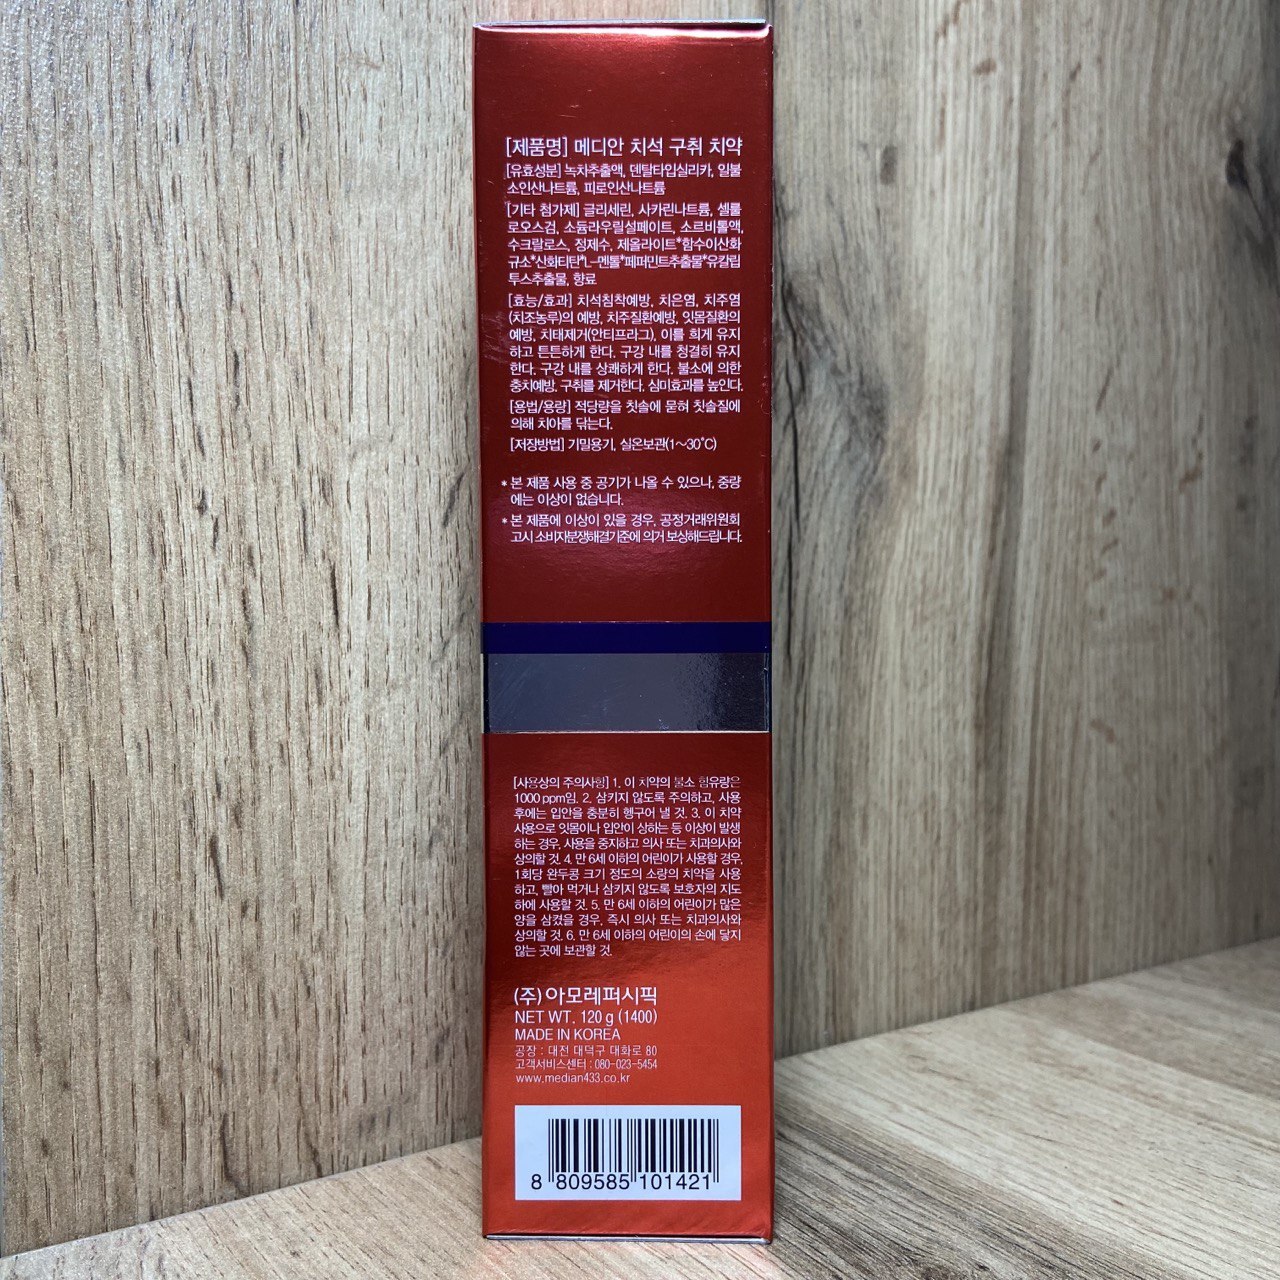 [제품명] 메디안 치석 구취 치약
[유효성분] 녹차추출액, 덴탈타입실리카, 일불
소인산나트륨, 피로인산나트륨
[기타 첨가제] 글리세린, 사카린나트륨, 셀룰
로오스검, 소듐라우릴설페이트, 소르비톨액,
수크랄로스, 정제수, 제올라이트*함수이산화
규소*산화티탄*L-멘톨*페퍼민트추출물*유칼립
투스추출물, 향료
[효능/효과] 치석침착예방, 치은염, 치주염
(치조농루)의 예방, 치주질환예방, 잇몸질환의
예방, 치태제거(안티프라그), 이를 희게 유지
하고 튼튼하게 한다. 구강 내를 청결히 유지
한다. 구강 내를 상쾌하게 한다. 불소에 의한
충치예방. 구취를 제거한다. 심미효과를 높인다.
[용법/용량] 적당량을 칫솔에 묻혀 칫솔질에
의해 치아를 닦는다.
[저장방법] 기밀용기, 실온보관(1~30℃)
* 본 제품 사용 중 공기가 나올 수 있으나, 중량
에는 이상이 없습니다.
* 본 제품에 이상이 있을 경우, 공정거래위원회
고시 소비자분쟁해결기준에 의거 보상해드립니다.
[사용상의 주의사항] 1. 이 치약의 불소 함유량은
1000 ppm임. 2. 삼키지 않도록 주의하고, 사용
후에는 입안을 충분히 헹구어 낼 것. 3. 이 치약
사용으로 잇몸이나 입안이 상하는 등 이상이 발생
하는 경우, 사용을 중지하고 의사 또는 치과의사와
상의할 것. 4. 만 6세 이하의 어린이가 사용할 경우,
1회당 완두콩 크기 정도의 소량의 치약을 사용
하고, 빨아 먹거나 삼키지 않도록 보호자의 지도
하에 사용할 것. 5. 만 6세 이하의 어린이가 많은
양을 삼켰을 경우, 즉시 의사 또는 치과의사와
상의할 것. 6. 만 6세 이하의 어린이의 손에 닿지
않는 곳에 보관할 것.
(주)아모레퍼시픽
NET WT. 120 g (1400)
MADE IN KOREA
공장 : 대전 대덕구 대화로 80
고객서비스센터 : 080-023-5454
www.median433.co.kr
8 809585 101421